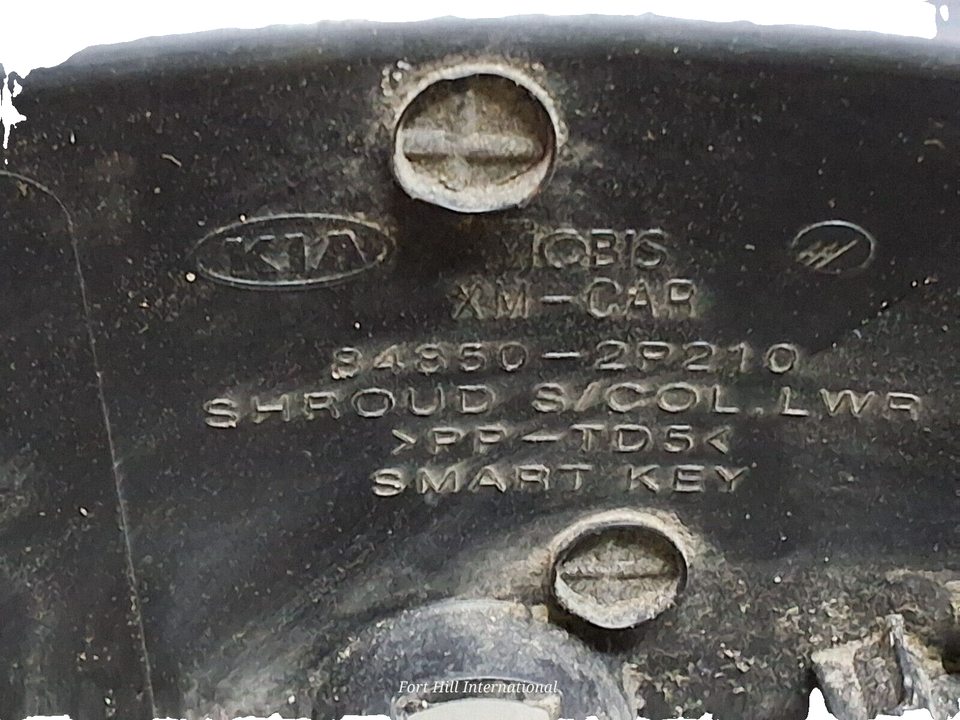 KIA
MOBIS
XM-CAR
84850-2P210
SHROUD S/COL.LWR
>PP-TD5<
SMART KEY
Fort Hill International